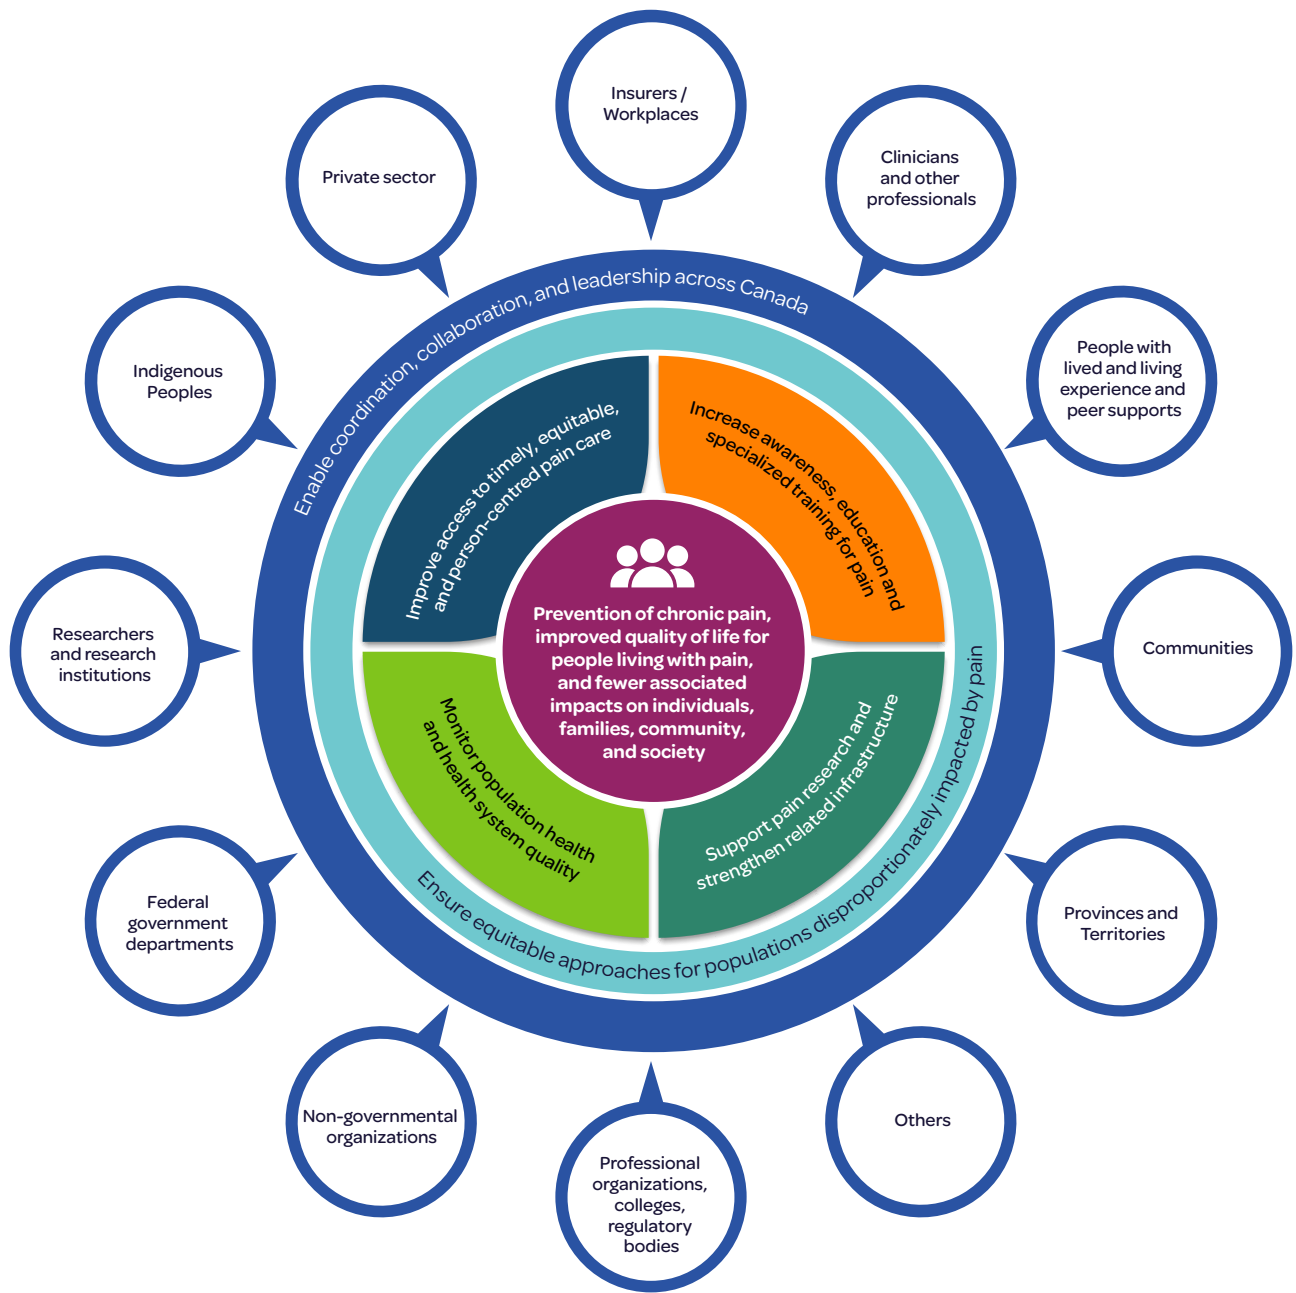 Insurers /
Workplaces
Clinicians
and other
professionals
People with
lived and living
experience and
peer supports
Communities
Provinces and
Territories
Others
Professional
organizations,
colleges,
regulatory
bodies
Non-governmental
organizations
Federal
government
departments
Researchers
and research
institutions
Indigenous
Peoples
Private sector
Enable coordination, collaboration, and leadership across Canada
Ensure equitable approaches for populations disproportionately impacted by pain
Improve access to timely, equitable,
and person-centred pain care
Increase awareness, education and
specialized training for pain
Support pain research and
strengthen related infrastructure
Monitor population health
and health system quality
Prevention of chronic pain,
improved quality of life for
people living with pain,
and fewer associated
impacts on individuals,
families, community,
and society